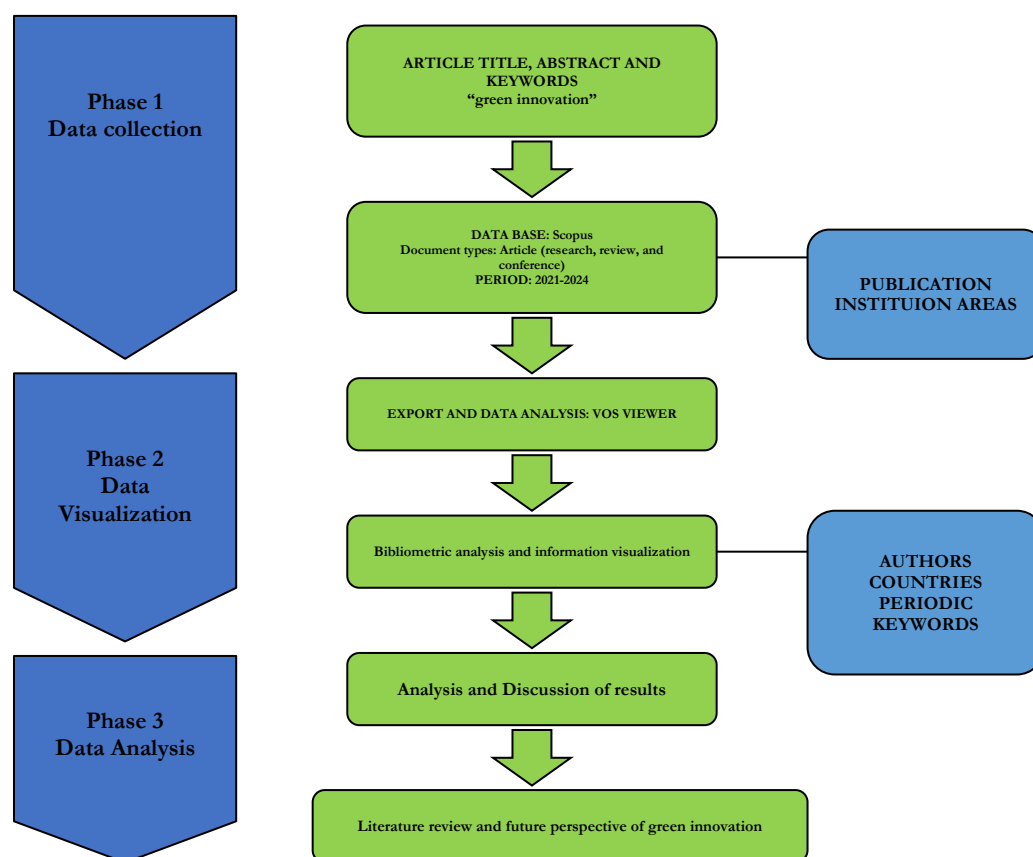 Phase 1
Data collection
ARTICLE TITLE, ABSTRACT AND
KEYWORDS
“green innovation”
DATA BASE: Scopus
Document types: Article (research, review, and
conference)
PERIOD: 2021-2024
PUBLICATION
INSTITUION AREAS
EXPORT AND DATA ANALYSIS: VOS VIEWER
Phase 2
Data
Visualization
Bibliometric analysis and information visualization
AUTHORS
COUNTRIES
PERIODIC
KEYWORDS
Phase 3
Data Analysis
Analysis and Discussion of results
Literature review and future perspective of green innovation